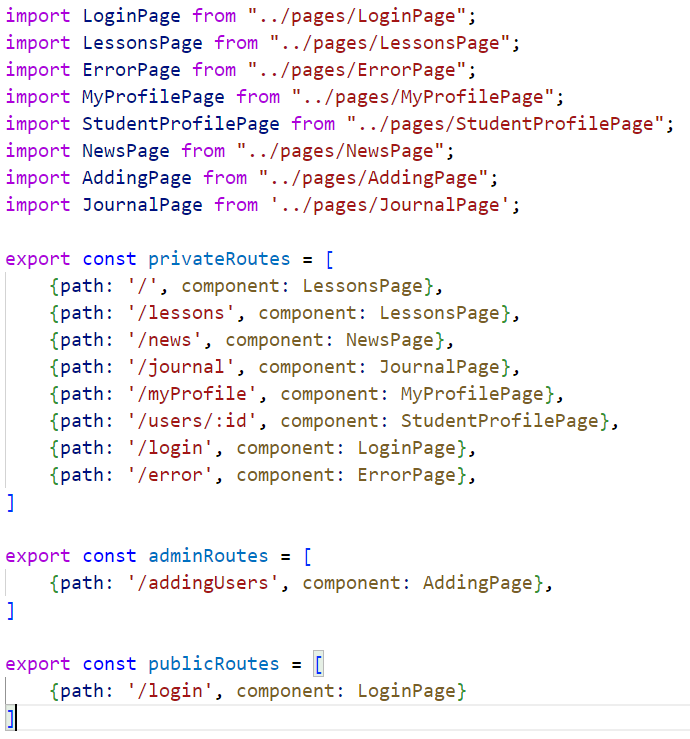 import LoginPage from "../pages/LoginPage";
import LessonsPage from "../pages/LessonsPage";
import ErrorPage from "../pages/ErrorPage";
import MyProfilePage from "../pages/MyProfilePage";
import StudentProfilePage from "../pages/StudentProfilePage";
import NewsPage from "../pages/NewsPage";
import AddingPage from "../pages/AddingPage";
import JournalPage from '../pages/JournalPage';

export const privateRoutes = [
    {path: '/', component: LessonsPage},
    {path: '/lessons', component: LessonsPage},
    {path: '/news', component: NewsPage},
    {path: '/journal', component: JournalPage},
    {path: '/myProfile', component: MyProfilePage},
    {path: '/users/:id', component: StudentProfilePage},
    {path: '/login', component: LoginPage},
    {path: '/error', component: ErrorPage},
]

export const adminRoutes = [
    {path: '/addingUsers', component: AddingPage},
]

export const publicRoutes = [
    {path: '/login', component: LoginPage}
]